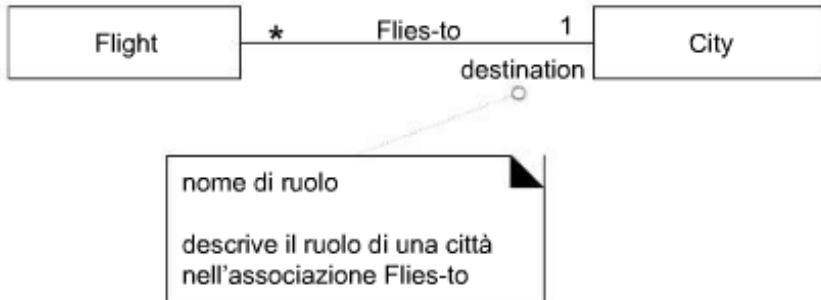 Flight
*
Flies-to
1
City
destination
nome di ruolo
descrive il ruolo di una città
nell'associazione Flies-to